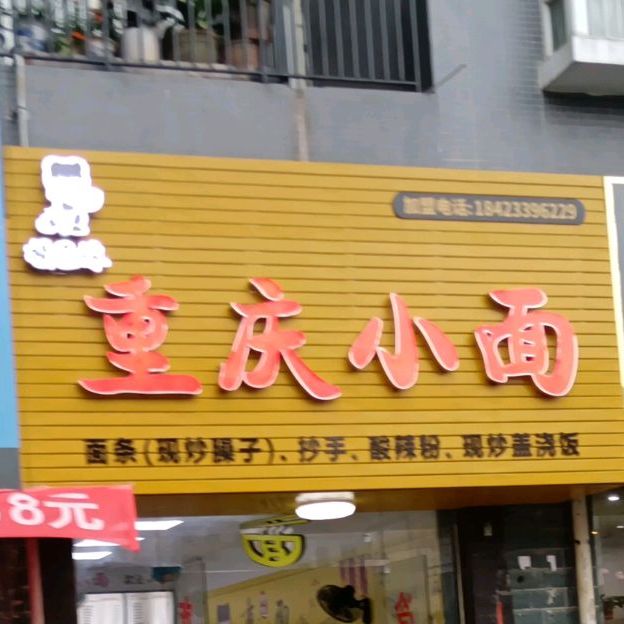 加盟电话:18423396229
重庆小面
面条(现炒臊子)、抄手、酸辣粉、现炒盖浇饭
8元